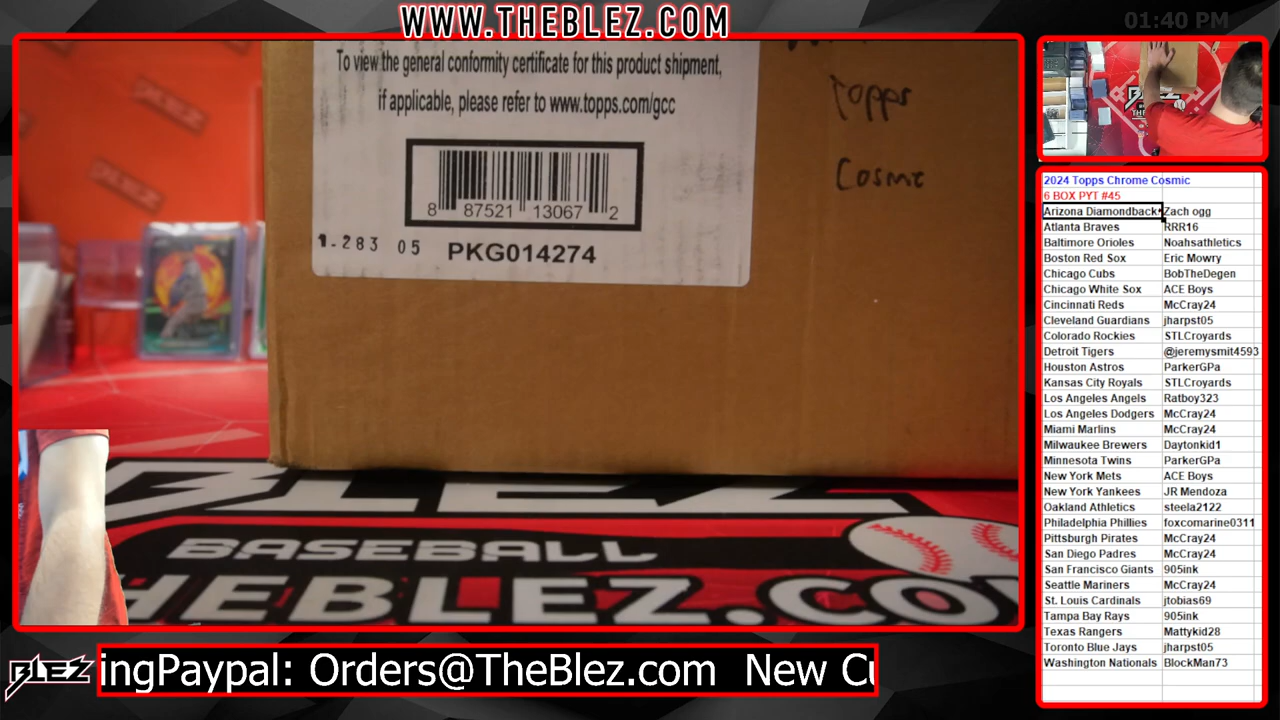 WWW.THEBLEZ.COM
01:40 PM
To view the general conformity certificate for this product shipment,
if applicable, please refer to www.topps.com/gcc
8 87521 13067 2
1-283 05 PKG014274
Topps
Cosmic
BLEZ
BASEBALL
THEBLEZ.CO
BLEZ
ingPaypal: Orders@TheBlez.com New Cu
2024 Topps Chrome Cosmic
6 BOX PYT #45
Arizona Diamondback Zach ogg
Atlanta Braves RRR16
Baltimore Orioles Noahsathletics
Boston Red Sox Eric Mowry
Chicago Cubs BobTheDegen
Chicago White Sox ACE Boys
Cincinnati Reds McCray24
Cleveland Guardians jharpst05
Colorado Rockies STLCroyards
Detroit Tigers @jeremysmit4593
Houston Astros ParkerGPa
Kansas City Royals STLCroyards
Los Angeles Angels Ratboy323
Los Angeles Dodgers McCray24
Miami Marlins McCray24
Milwaukee Brewers Daytonkid1
Minnesota Twins ParkerGPa
New York Mets ACE Boys
New York Yankees JR Mendoza
Oakland Athletics steela2122
Philadelphia Phillies foxcomarine0311
Pittsburgh Pirates McCray24
San Diego Padres McCray24
San Francisco Giants 905ink
Seattle Mariners McCray24
St. Louis Cardinals jtobias69
Tampa Bay Rays 905ink
Texas Rangers Mattykid28
Toronto Blue Jays jharpst05
Washington Nationals BlockMan73